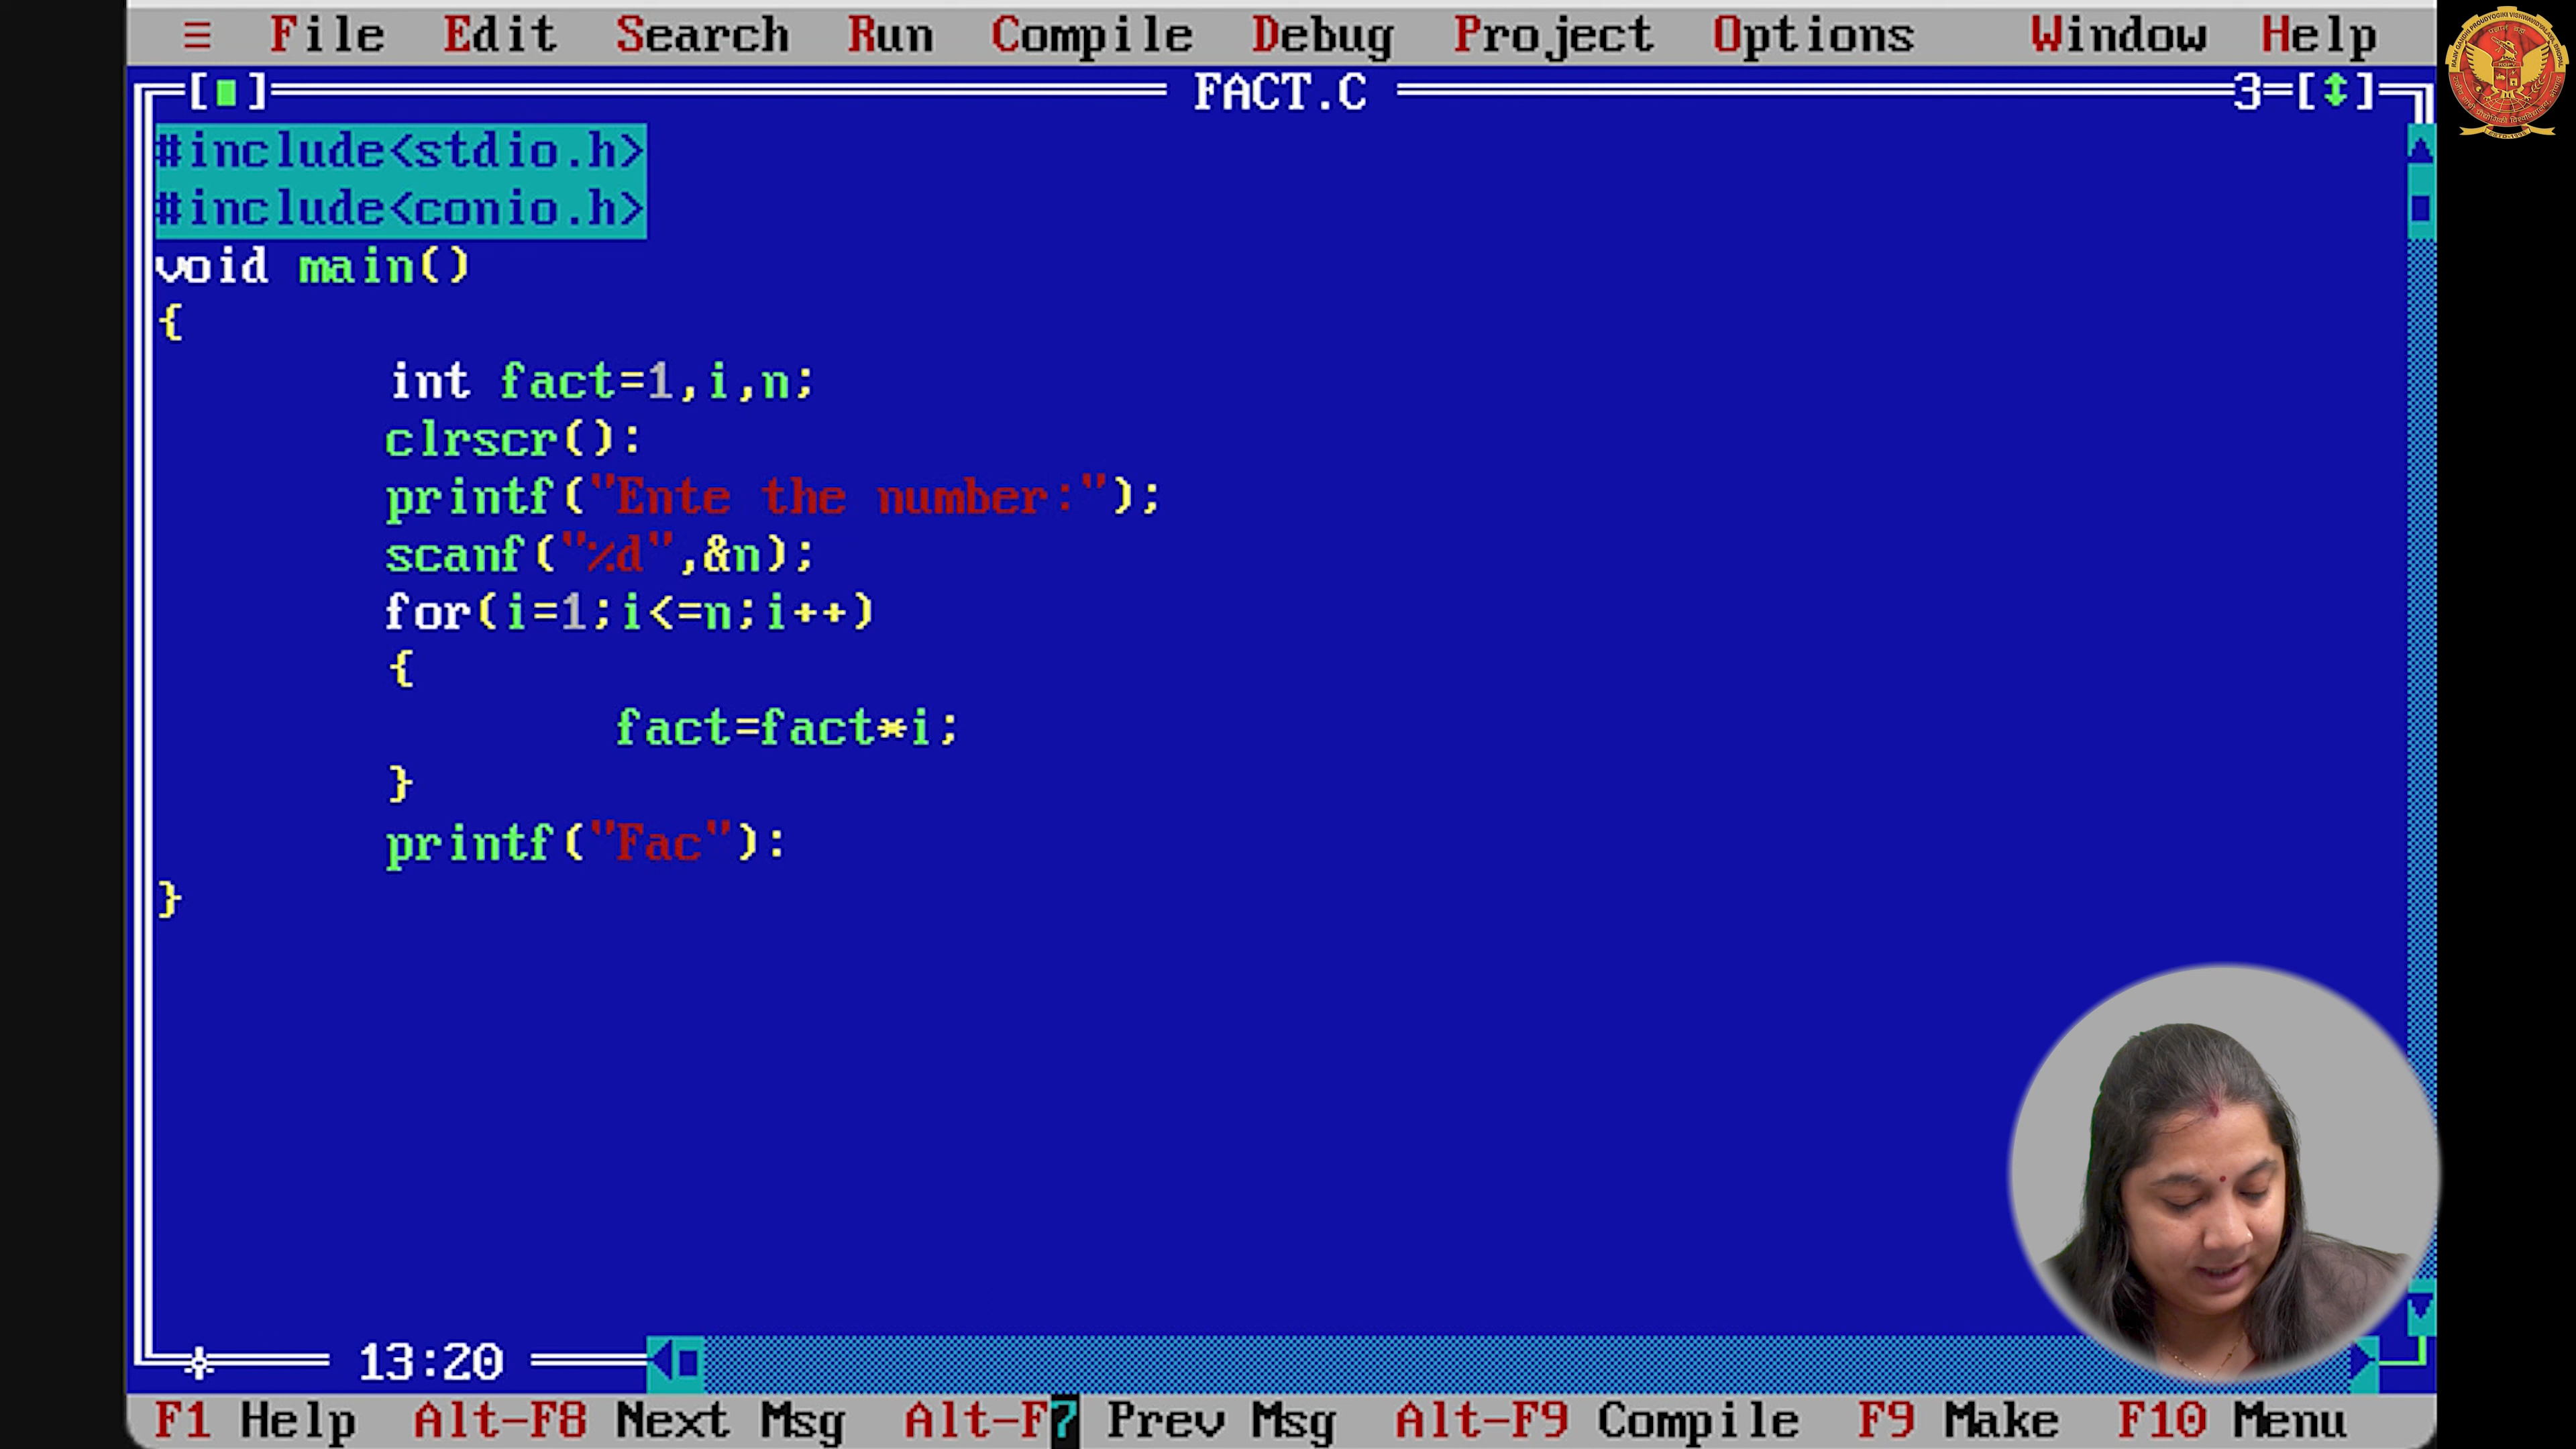 ≡ File Edit Search Run Compile Debug Project Options Window Help
[■] FACT.C 3=[↕]
#include<stdio.h>
#include<conio.h>
void main()
{
int fact=1,i,n;
clrscr():
printf("Ente the number:");
scanf("%d",&n);
for(i=1;i<=n;i++)
{
fact=fact*i;
}
printf("Fac"):
}
13:20
F1 Help Alt-F8 Next Msg Alt-F7 Prev Msg Alt-F9 Compile F9 Make F10 Menu